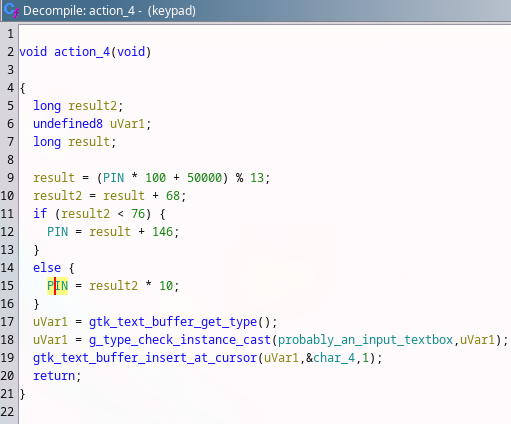 Decompile: action_4 - (keypad)
1
2 void action_4(void)
3
4 {
5   long result2;
6   undefined8 uVar1;
7   long result;
8
9   result = (PIN * 100 + 50000) % 13;
10   result2 = result + 68;
11   if (result2 < 76) {
12     PIN = result + 146;
13   }
14   else {
15     PIN = result2 * 10;
16   }
17   uVar1 = gtk_text_buffer_get_type();
18   uVar1 = g_type_check_instance_cast(probably_an_input_textbox,uVar1);
19   gtk_text_buffer_insert_at_cursor(uVar1,&char_4,1);
20   return;
21 }
22